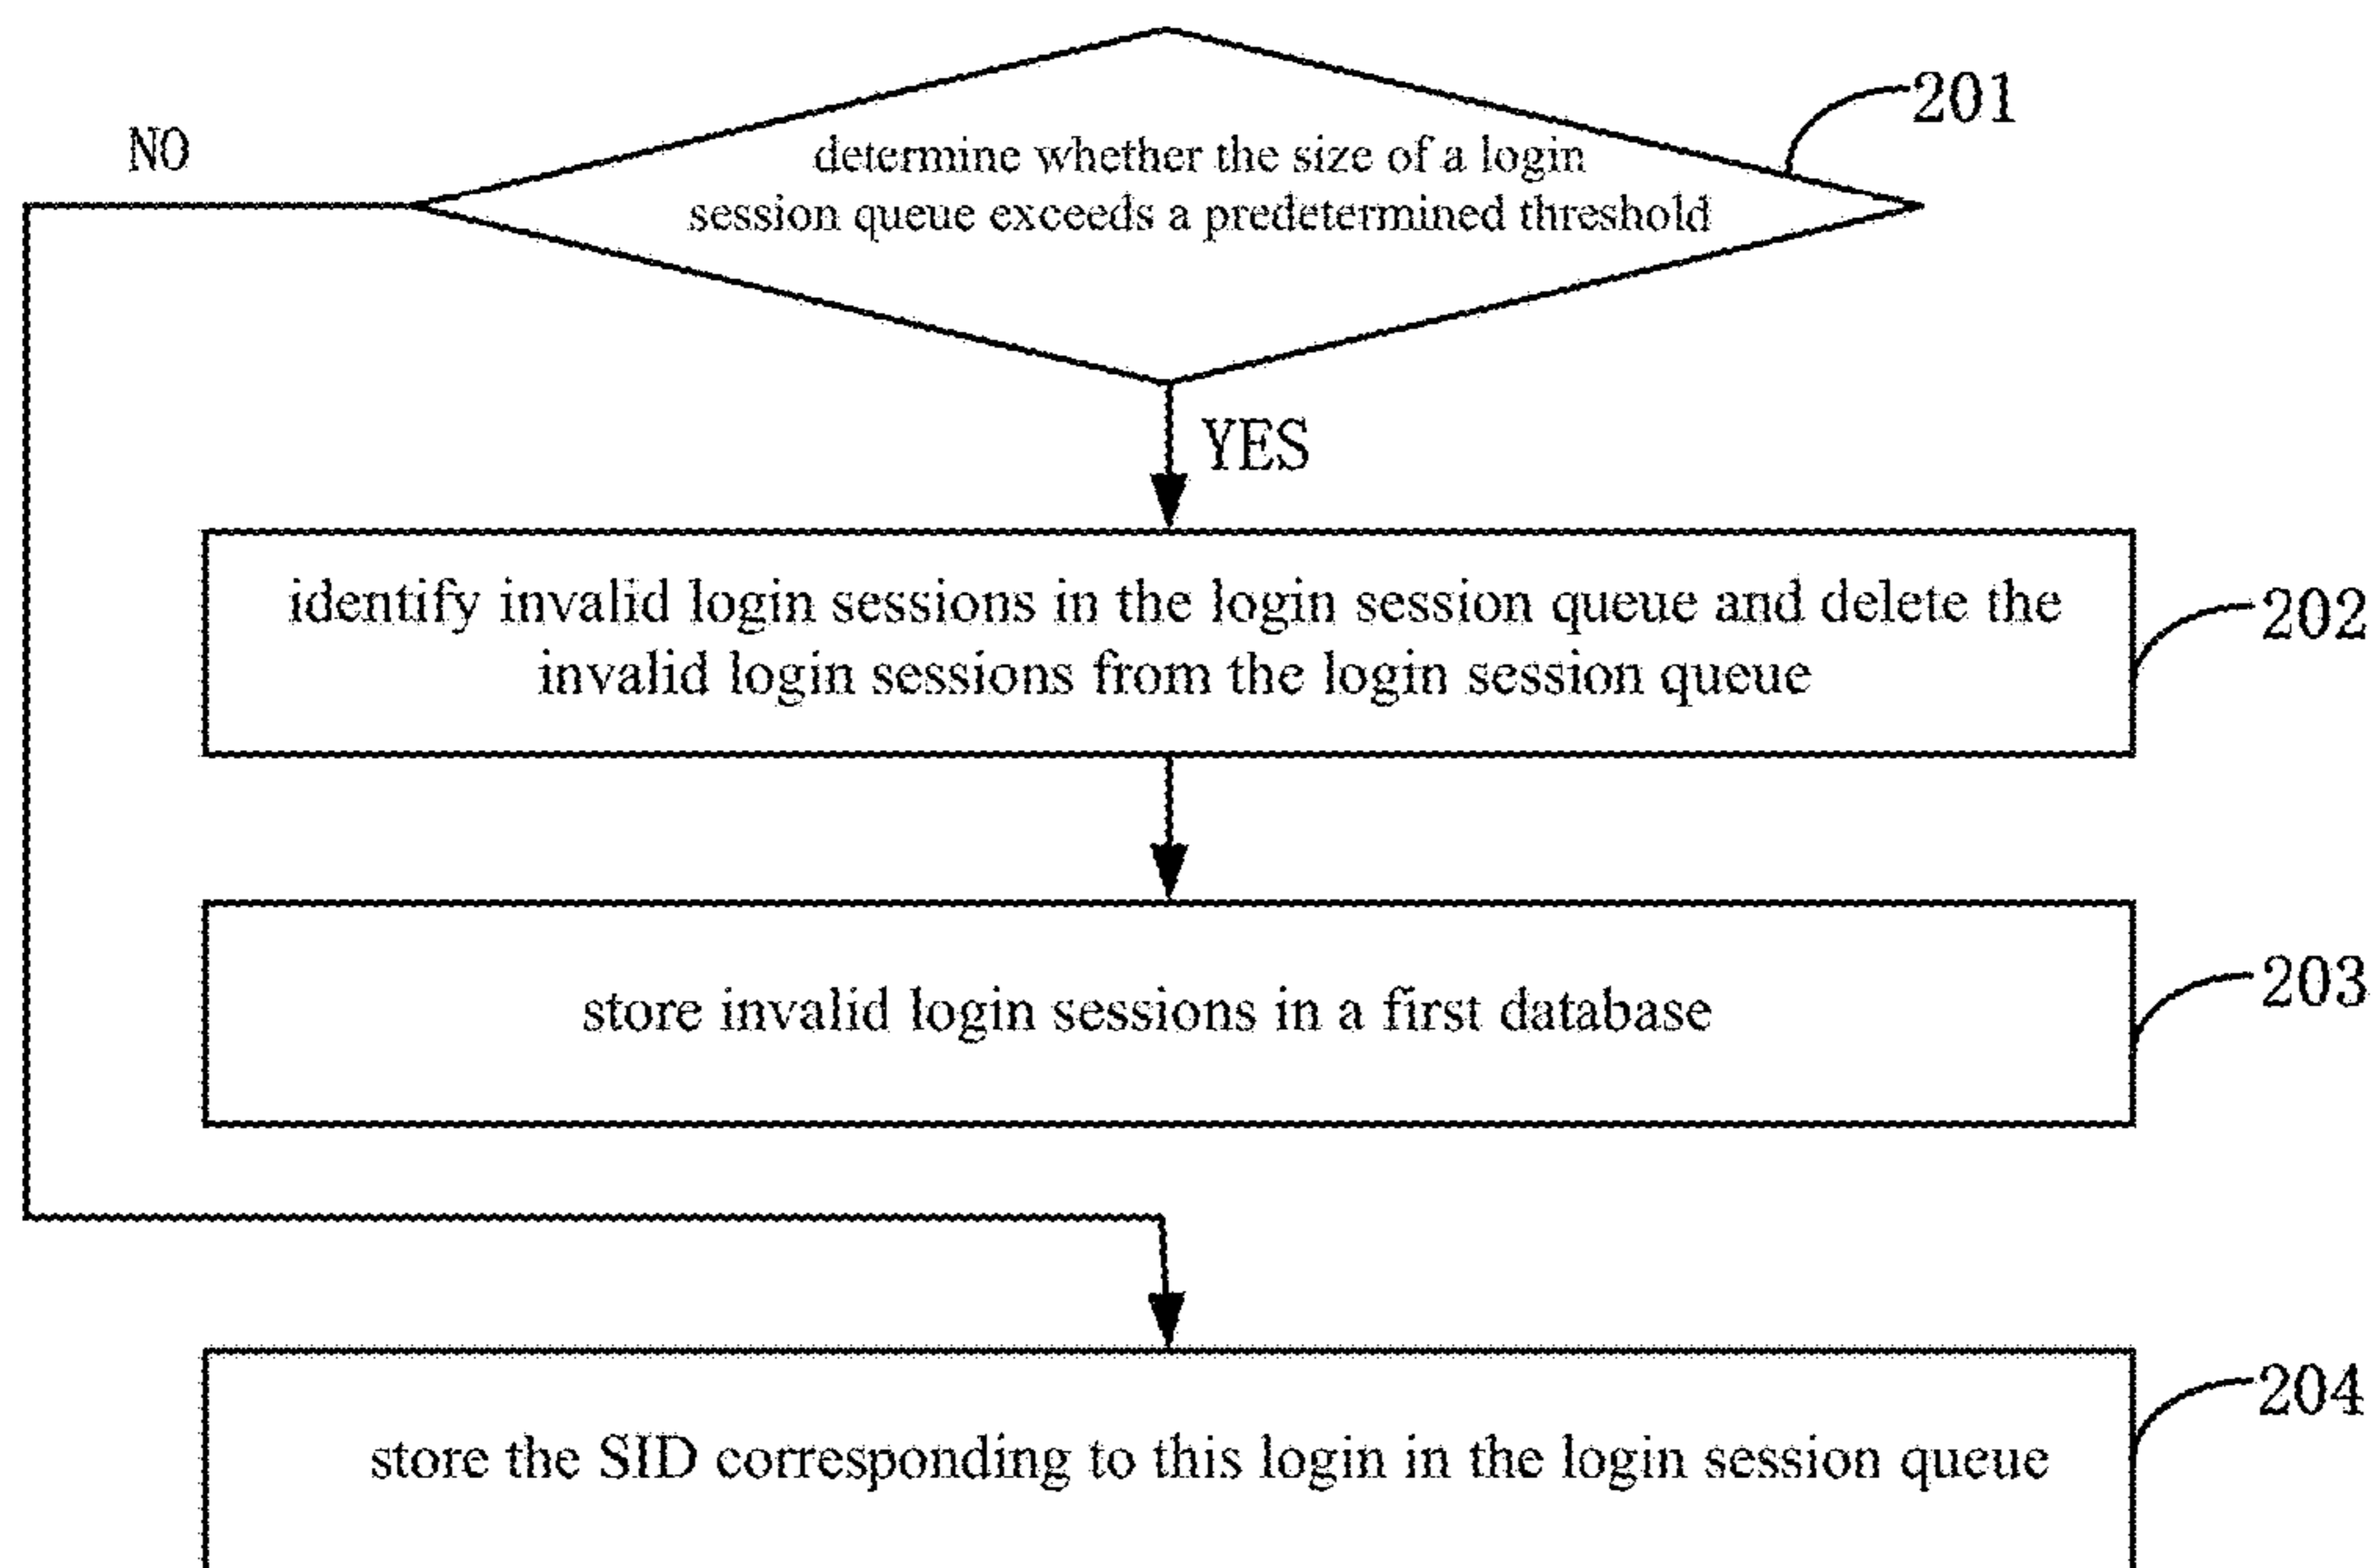 201
NO
determine whether the size of a login
session queue exceeds a predetermined threshold
YES
identify invalid login sessions in the login session queue and delete the
invalid login sessions from the login session queue
202
store invalid login sessions in a first database
203
204
store the SID corresponding to this login in the login session queue